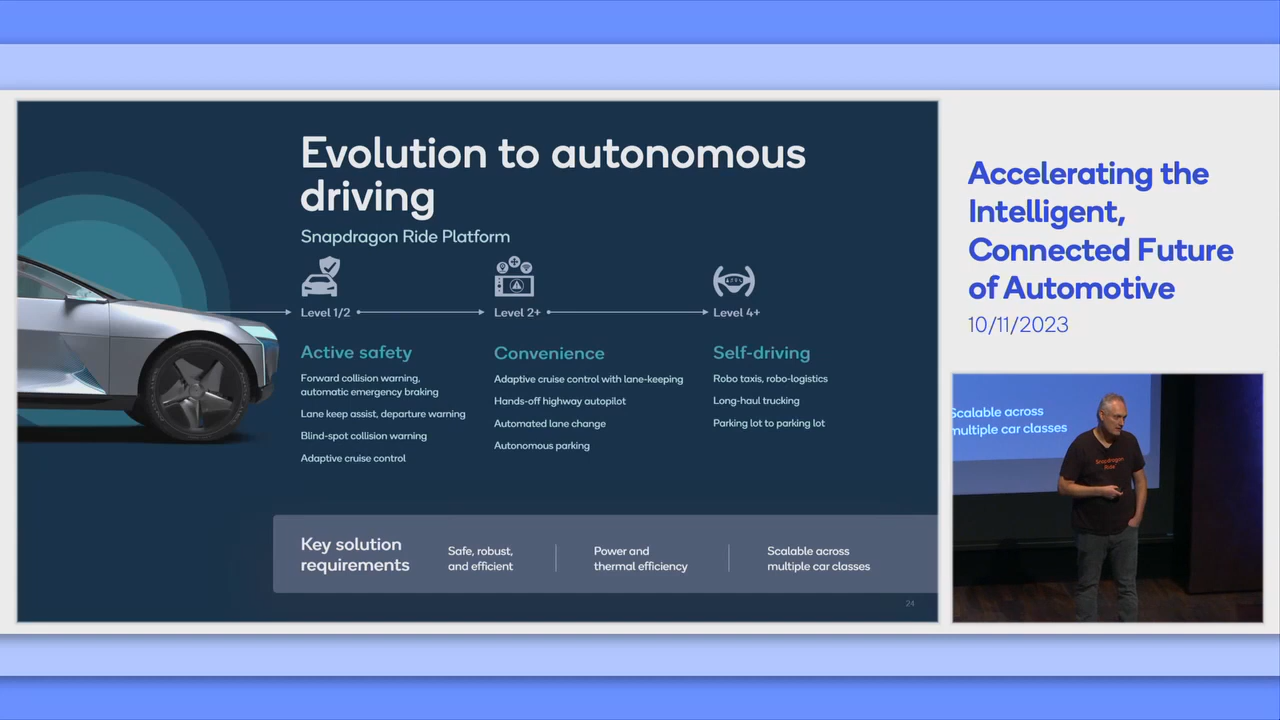 Evolution to autonomous
driving
Snapdragon Ride Platform
Level 1/2
Level 2+
Level 4+
Active safety
Forward collision warning,
automatic emergency braking
Lane keep assist, departure warning
Blind-spot collision warning
Adaptive cruise control
Convenience
Adaptive cruise control with lane-keeping
Hands-off highway autopilot
Automated lane change
Autonomous parking
Self-driving
Robo taxis, robo-logistics
Long-haul trucking
Parking lot to parking lot
Key solution
requirements
Safe, robust,
and efficient
Power and
thermal efficiency
Scalable across
multiple car classes
24
Accelerating the
Intelligent,
Connected Future
of Automotive
10/11/2023
Scalable across
multiple car classes
Snapdragon
Ride